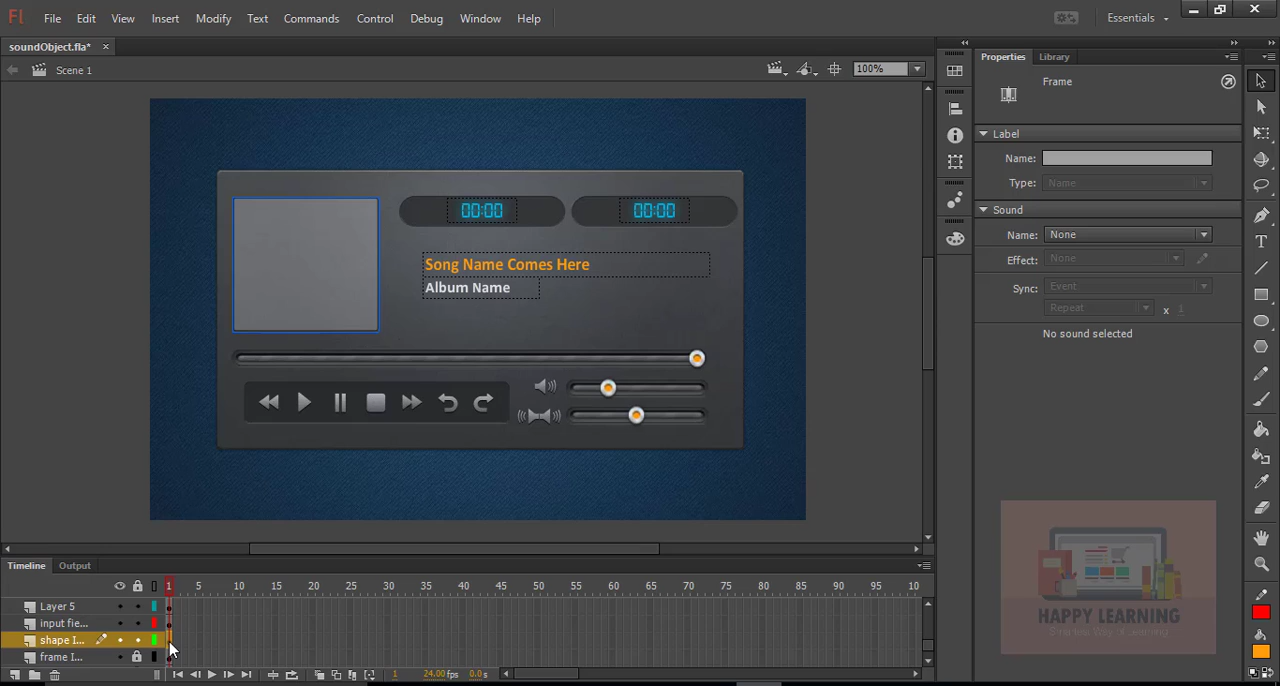 Fl File Edit View Insert Modify Text Commands Control Debug Window Help Essentials
soundObject.fla* ×
Scene 1 100%
Properties Library
Frame
Label
Name:
Type: Name
Sound
Name: None
Effect: None
Sync: Event
Repeat x 1
No sound selected
00:00 00:00
Song Name Comes Here
Album Name
HAPPY LEARNING
Timeline Output
1 5 10 15 20 25 30 35 40 45 50 55 60 65 70 75 80 85 90 95 10
Layer 5
input fie...
shape l...
frame l...
1 24.00 fps 0.0 s